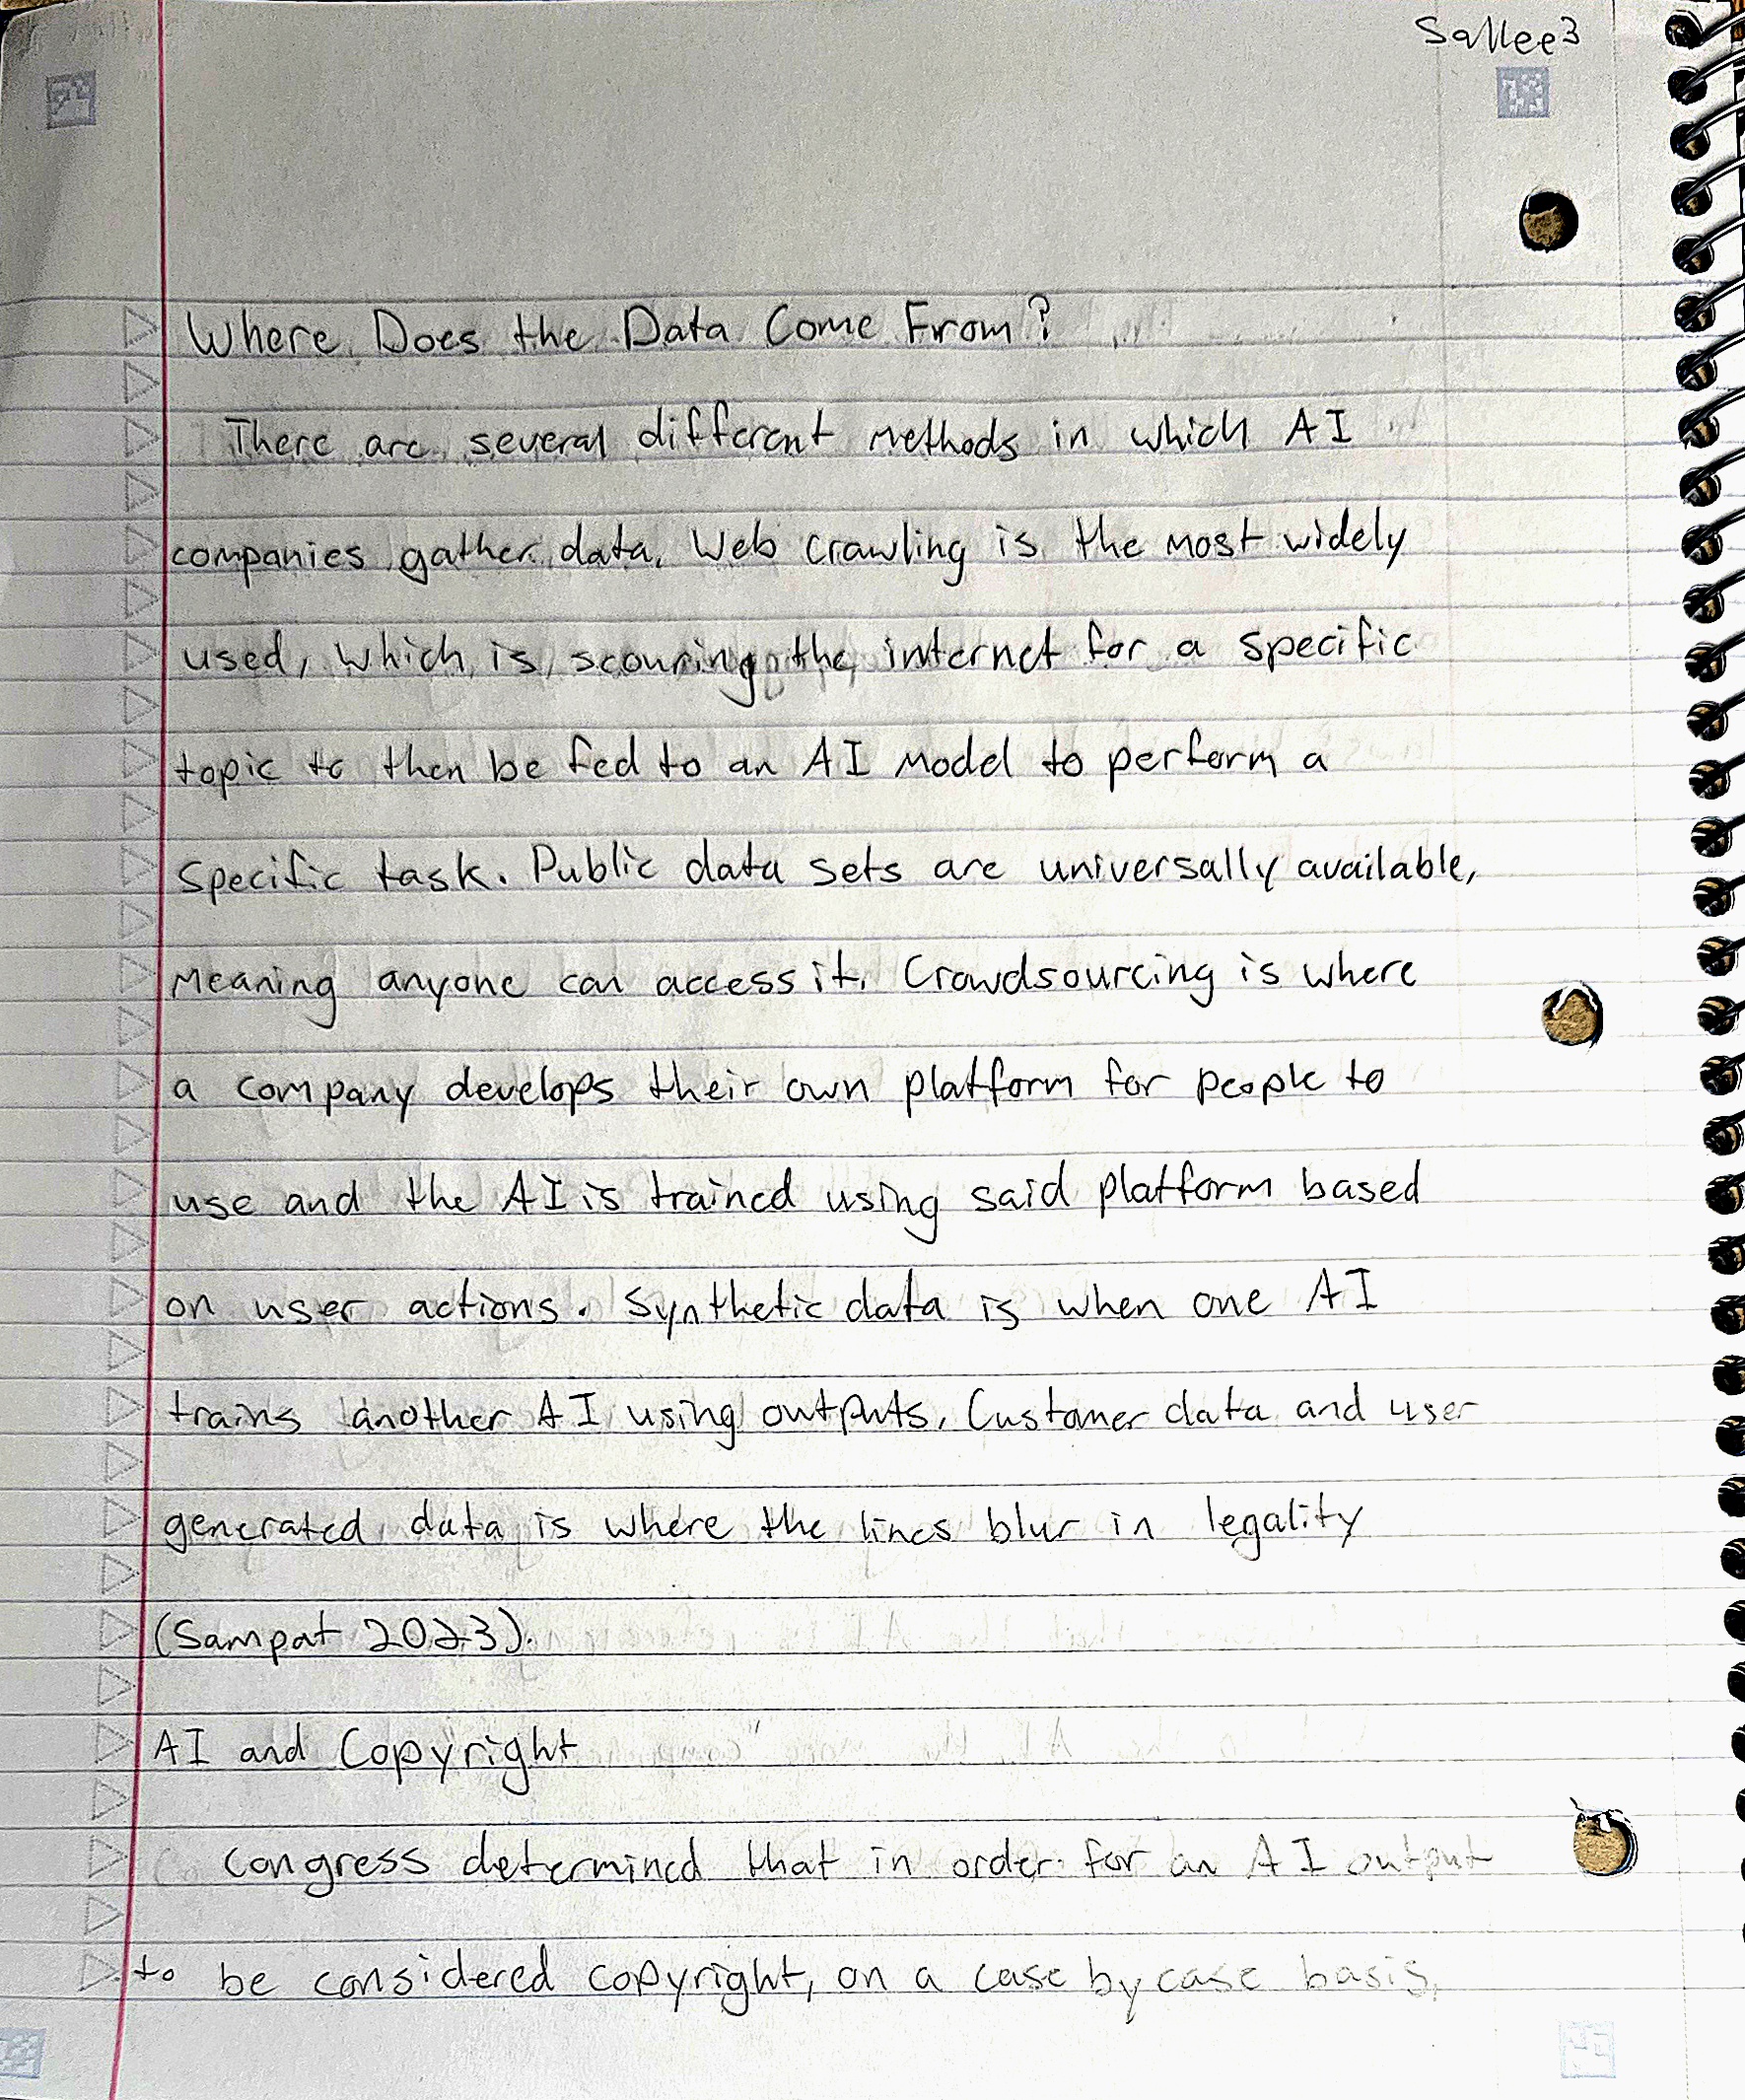 Sallee 3
Where Does the Data Come From?
There are several different methods in which AI
companies gather data. Web crawling is the most widely
used, which is scouring the internet for a specific
topic to then be fed to an AI model to perform a
specific task. Public data sets are universally available,
meaning anyone can access it. Crowdsourcing is where
a company develops their own platform for people to
use and the AI is trained using said platform based
on user actions. Synthetic data is when one AI
trains another AI using outputs. Customer data and user
generated data is where the lines blur in legality
(Sampat 2023).
AI and Copyright
Congress determined that in order for an AI output
to be considered copyright, on a case by case basis,